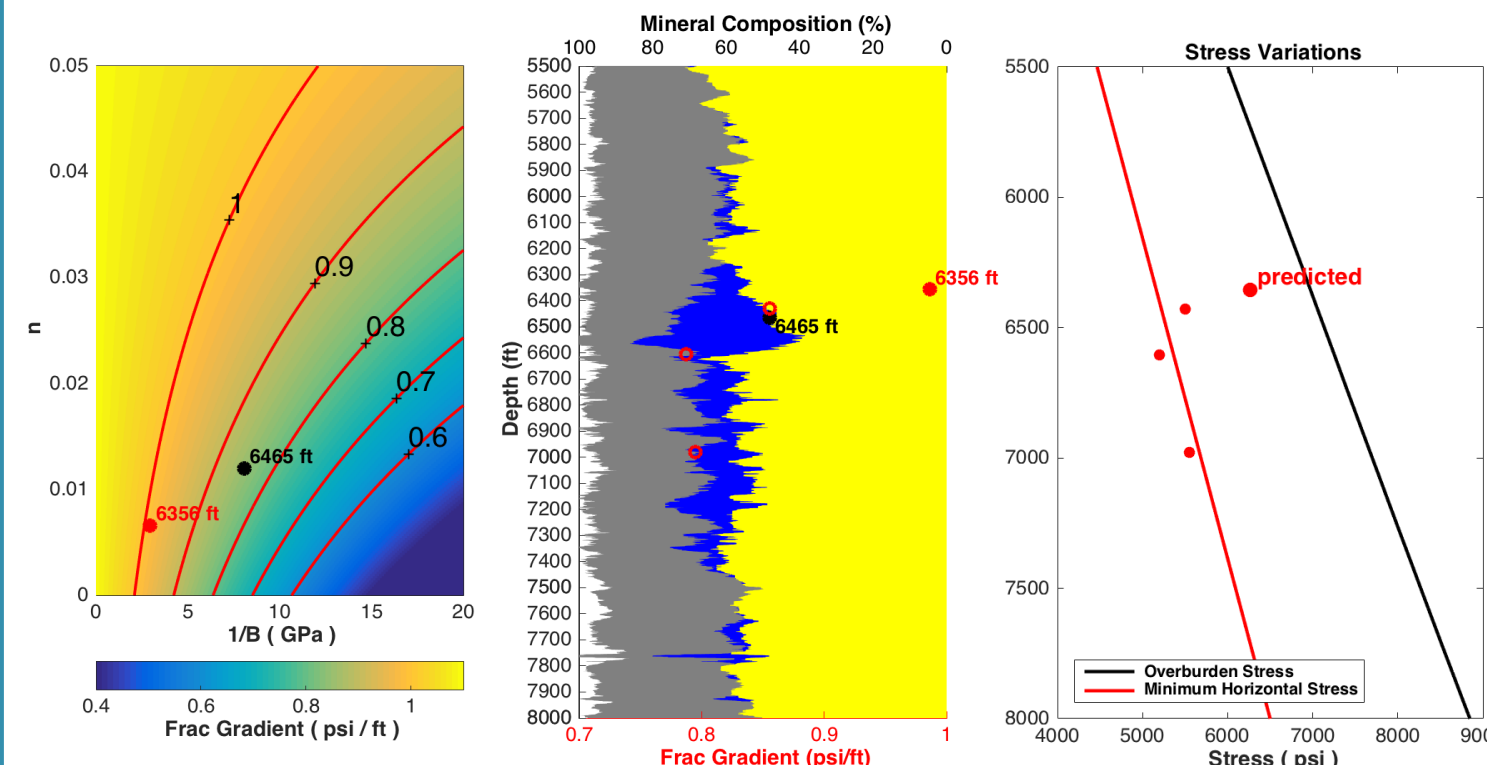 0.05
0.04
0.03
0.02
0.01
0
n
1
0.9
0.8
0.7
0.6
6465 ft
6356 ft
0 5 10 15 20
1/B ( GPa )
0.4 0.6 0.8 1
Frac Gradient ( psi / ft )
Mineral Composition (%)
100 80 60 40 20 0
5500
5600
5700
5800
5900
6000
6100
6200
6300
6400
6500
6600
6700
6800
6900
7000
7100
7200
7300
7400
7500
7600
7700
7800
7900
8000
Depth (ft)
6356 ft
6465 ft
0.7 0.8 0.9 1
Frac Gradient (psi/ft)
Stress Variations
5500
6000
6500
7000
7500
8000
predicted
Overburden Stress
Minimum Horizontal Stress
4000 5000 6000 7000 8000
Stress ( psi )